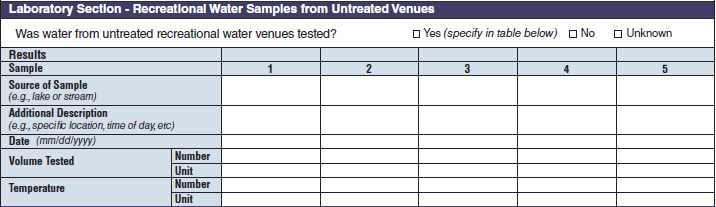 Laboratory Section - Recreational Water Samples from Untreated Venues
Was water from untreated recreational water venues tested? □ Yes (specify in table below) □ No □ Unknown
Results
Sample 1 2 3 4 5
Source of Sample
(e.g., lake or stream)
Additional Description
(e.g., specific location, time of day, etc)
Date (mm/dd/yyyy)
Volume Tested Number
Unit
Temperature Number
Unit